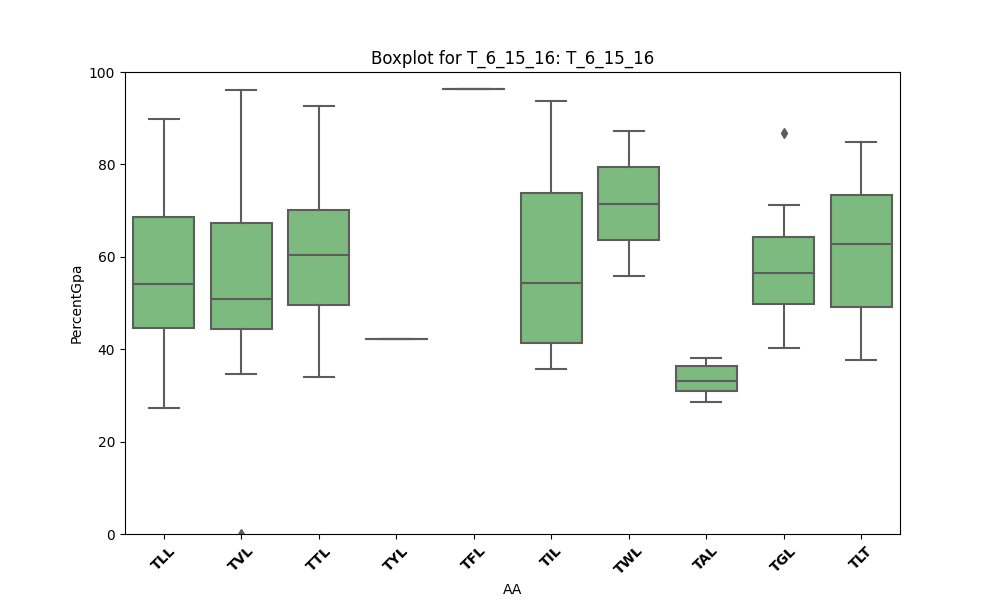 Boxplot for T_6_15_16: T_6_15_16
100
80
60
40
20
0
PercentGpa
TLL TVL TTL TYL TFL TIL TWL TAL TGL TLT
AA